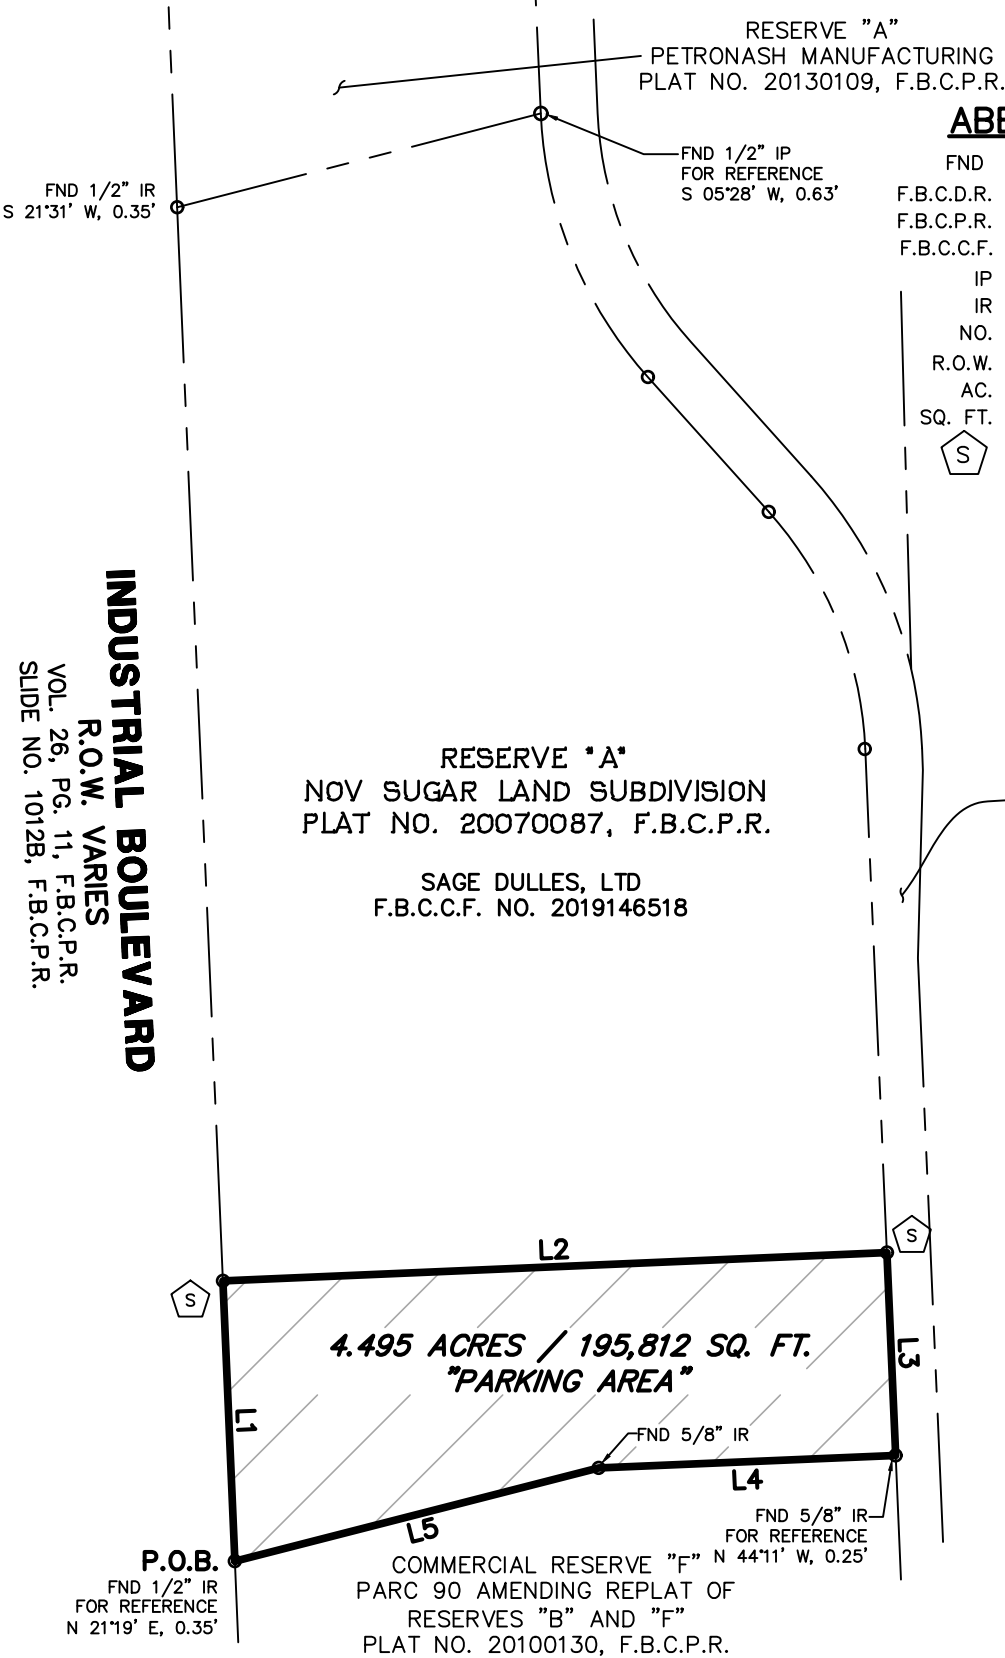 RESERVE "A"
PETRONASH MANUFACTURING
PLAT NO. 20130109, F.B.C.P.R.
FND 1/2" IP
FOR REFERENCE
S 05°28' W, 0.63'
FND 1/2" IR
S 21°31' W, 0.35'
FND
F.B.C.D.R.
F.B.C.P.R.
F.B.C.C.F.
IP
IR
NO.
R.O.W.
AC.
SQ. FT.
S
INDUSTRIAL BOULEVARD
R.O.W. VARIES
VOL. 26, PG. 11, F.B.C.P.R.
SLIDE NO. 1012B, F.B.C.P.R.
RESERVE "A"
NOV SUGAR LAND SUBDIVISION
PLAT NO. 20070087, F.B.C.P.R.
SAGE DULLES, LTD
F.B.C.C.F. NO. 2019146518
L2
S
S
4.495 ACRES / 195,812 SQ. FT.
"PARKING AREA"
L3
L1
FND 5/8" IR
L4
L5
FND 5/8" IR
FOR REFERENCE
N 44°11' W, 0.25'
P.O.B.
FND 1/2" IR
FOR REFERENCE
N 21°19' E, 0.35'
COMMERCIAL RESERVE "F"
PARC 90 AMENDING REPLAT OF
RESERVES "B" AND "F"
PLAT NO. 20100130, F.B.C.P.R.